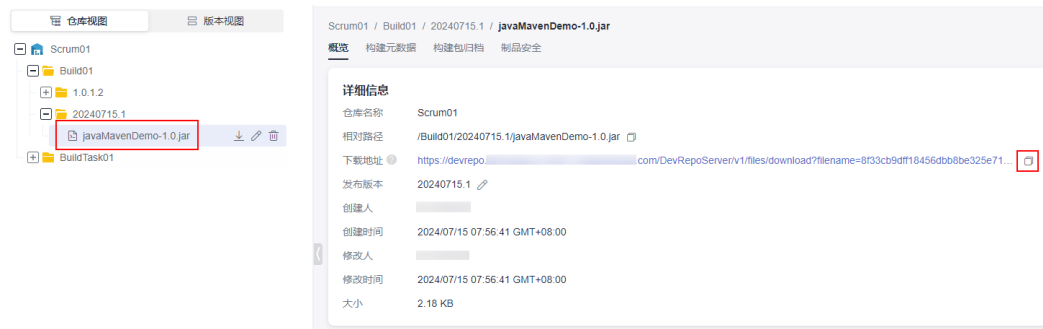 仓库视图
版本视图
Scrum01
Build01
1.0.1.2
20240715.1
javaMavenDemo-1.0.jar
BuildTask01
Scrum01 / Build01 / 20240715.1 / javaMavenDemo-1.0.jar
概览 构建元数据 构建包归档 制品安全
详细信息
仓库名称 Scrum01
相对路径 /Build01/20240715.1/javaMavenDemo-1.0.jar
下载地址 https://devrepo. .com/DevRepoServer/v1/files/download?filename=8f33cb9dff18456dbb8be325e71...
发布版本 20240715.1
创建人
创建时间 2024/07/15 07:56:41 GMT+08:00
修改人
修改时间 2024/07/15 07:56:41 GMT+08:00
大小 2.18 KB